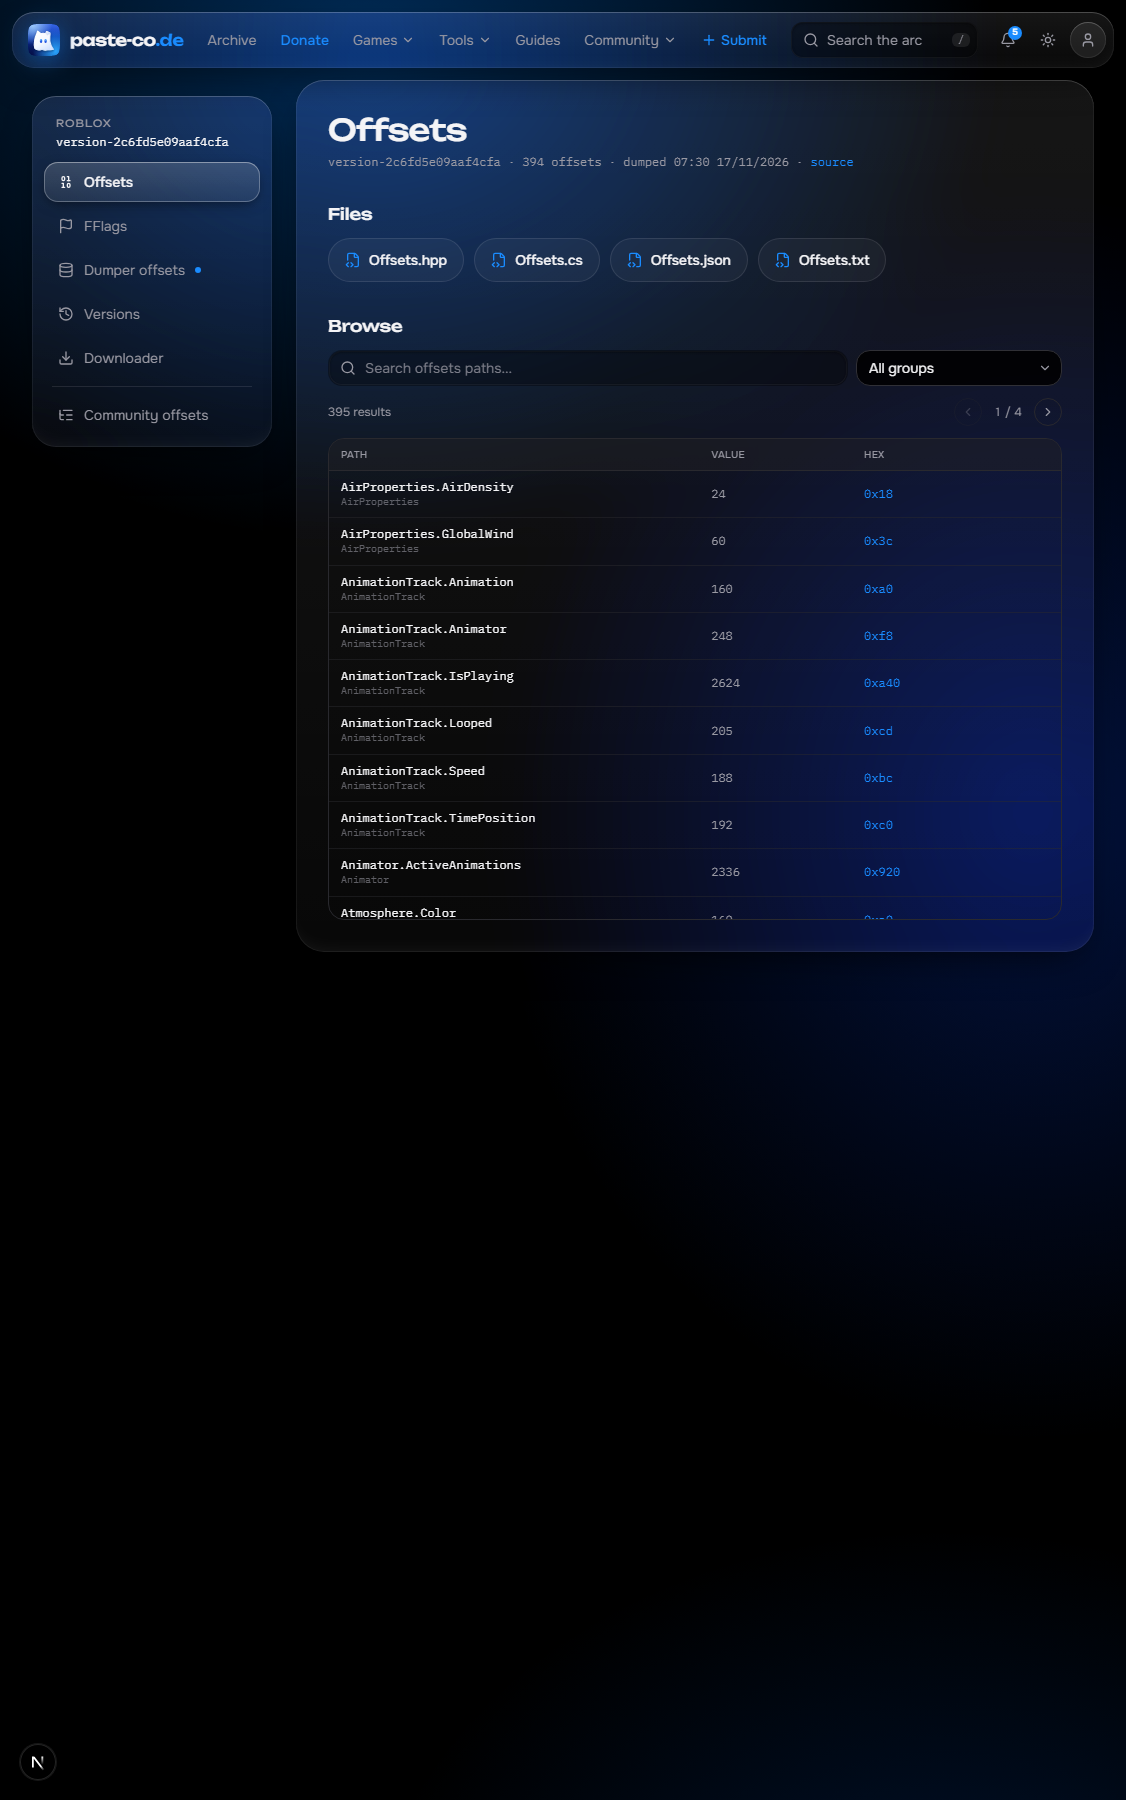 paste-co.de Archive Donate Games Tools Guides Community + Submit Search the arc / 5
ROBLOX
version-2c6fd5e09aaf4cfa
Offsets
FFlags
Dumper offsets
Versions
Downloader
Community offsets
Offsets
version-2c6fd5e09aaf4cfa · 394 offsets · dumped 07:30 17/11/2026 · source
Files
Offsets.hpp Offsets.cs Offsets.json Offsets.txt
Browse
Search offsets paths... All groups
395 results 1 / 4
PATH VALUE HEX
AirProperties.AirDensity 24 0x18
AirProperties
AirProperties.GlobalWind 60 0x3c
AirProperties
AnimationTrack.Animation 160 0xa0
AnimationTrack
AnimationTrack.Animator 248 0xf8
AnimationTrack
AnimationTrack.IsPlaying 2624 0xa40
AnimationTrack
AnimationTrack.Looped 205 0xcd
AnimationTrack
AnimationTrack.Speed 188 0xbc
AnimationTrack
AnimationTrack.TimePosition 192 0xc0
AnimationTrack
Animator.ActiveAnimations 2336 0x920
Animator
Atmosphere.Color
N